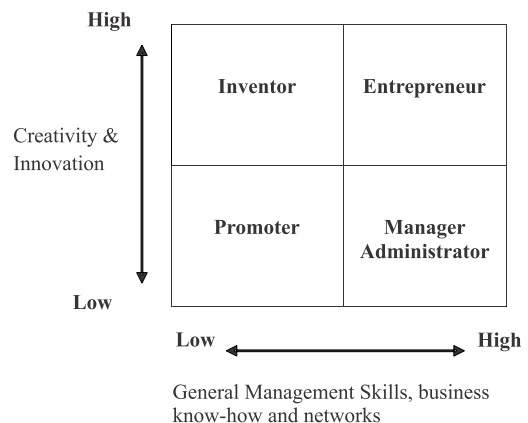 High
Inventor
Entrepreneur
Creativity &
Innovation
Promoter
Manager
Administrator
Low
Low
High
General Management Skills, business
know-how and networks